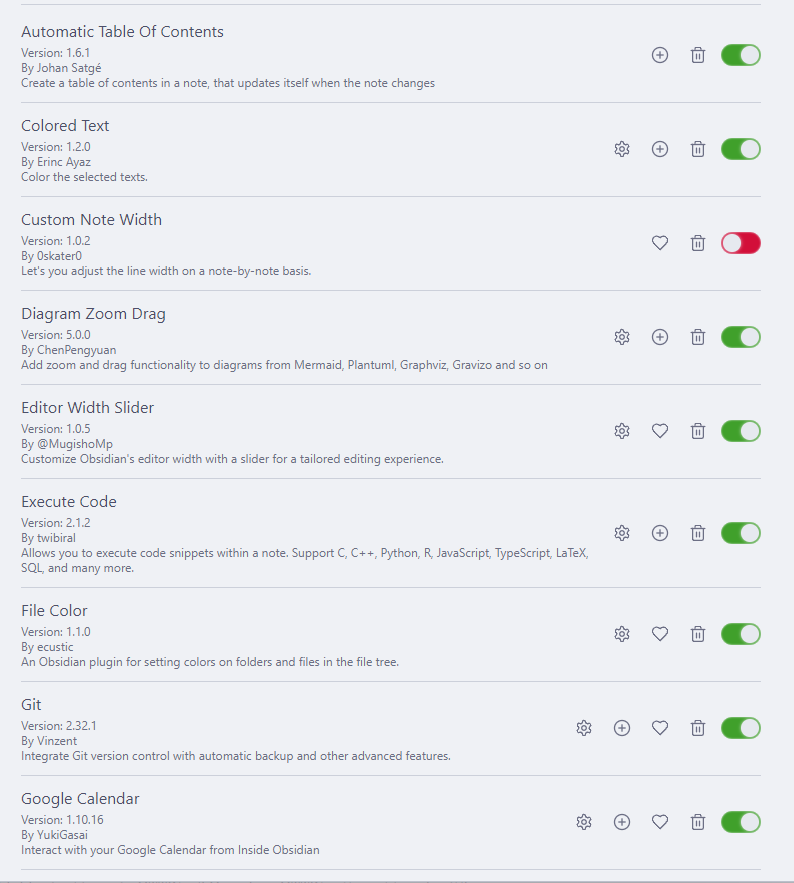 Automatic Table Of Contents
Version: 1.6.1
By Johan Satgé
Create a table of contents in a note, that updates itself when the note changes
Colored Text
Version: 1.2.0
By Erinc Ayaz
Color the selected texts.
Custom Note Width
Version: 1.0.2
By 0skater0
Let's you adjust the line width on a note-by-note basis.
Diagram Zoom Drag
Version: 5.0.0
By ChenPengyuan
Add zoom and drag functionality to diagrams from Mermaid, Plantuml, Graphviz, Gravizo and so on
Editor Width Slider
Version: 1.0.5
By @MugishoMp
Customize Obsidian's editor width with a slider for a tailored editing experience.
Execute Code
Version: 2.1.2
By twibiral
Allows you to execute code snippets within a note. Support C, C++, Python, R, JavaScript, TypeScript, LaTeX,
SQL, and many more.
File Color
Version: 1.1.0
By ecustic
An Obsidian plugin for setting colors on folders and files in the file tree.
Git
Version: 2.32.1
By Vinzent
Integrate Git version control with automatic backup and other advanced features.
Google Calendar
Version: 1.10.16
By YukiGasai
Interact with your Google Calendar from Inside Obsidian